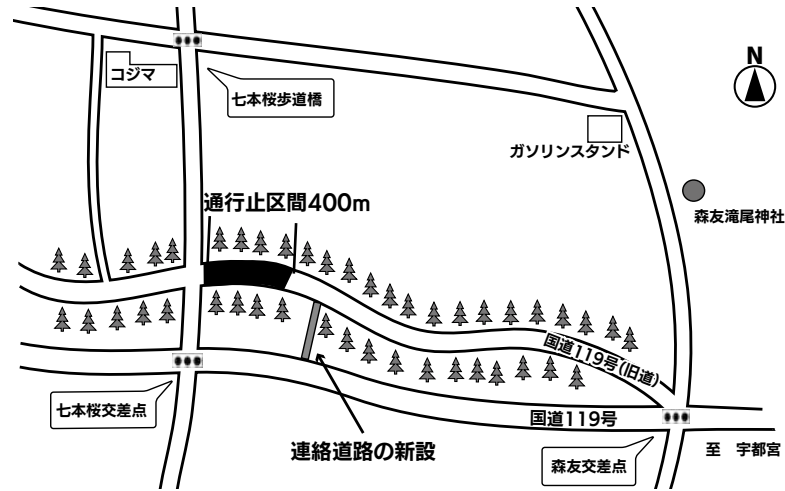 コジマ
七本桜歩道橋
N
ガソリンスタンド
通行止区間400m
森友滝尾神社
国道119号(旧道)
七本桜交差点
国道119号
連絡道路の新設
森友交差点
至　宇都宮